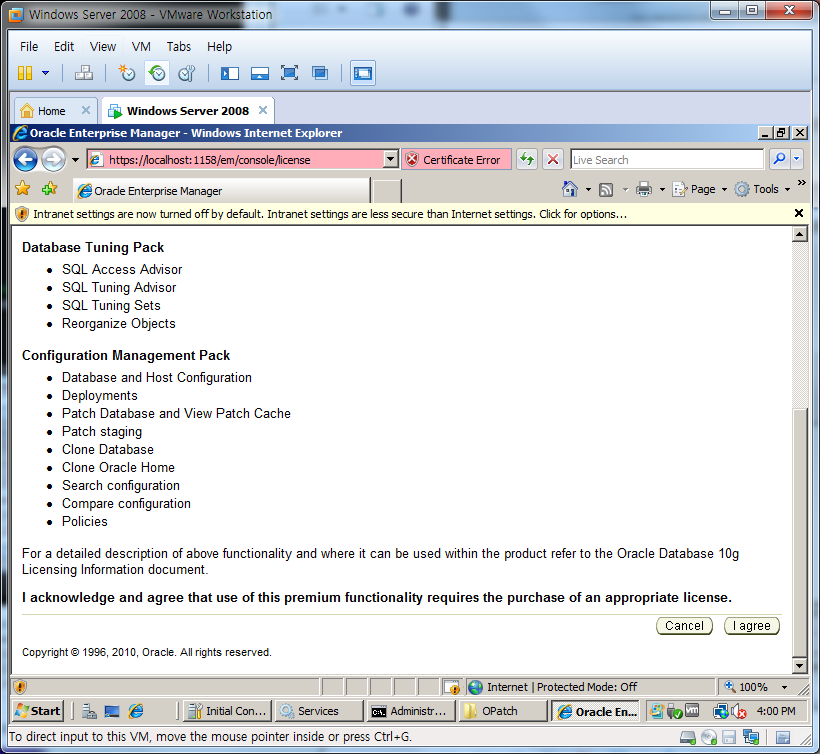 Windows Server 2008 - VMware Workstation
File Edit View VM Tabs Help
Home Windows Server 2008
Oracle Enterprise Manager - Windows Internet Explorer
https://localhost:1158/em/console/license Certificate Error Live Search
Oracle Enterprise Manager Page Tools
Intranet settings are now turned off by default. Intranet settings are less secure than Internet settings. Click for options...
Database Tuning Pack
SQL Access Advisor
SQL Tuning Advisor
SQL Tuning Sets
Reorganize Objects
Configuration Management Pack
Database and Host Configuration
Deployments
Patch Database and View Patch Cache
Patch staging
Clone Database
Clone Oracle Home
Search configuration
Compare configuration
Policies
For a detailed description of above functionality and where it can be used within the product refer to the Oracle Database 10g
Licensing Information document.
I acknowledge and agree that use of this premium functionality requires the purchase of an appropriate license.
Cancel I agree
Copyright © 1996, 2010, Oracle. All rights reserved.
Internet | Protected Mode: Off 100%
Start Initial Con... Services Administr... OPatch Oracle En... 4:00 PM
To direct input to this VM, move the mouse pointer inside or press Ctrl+G.